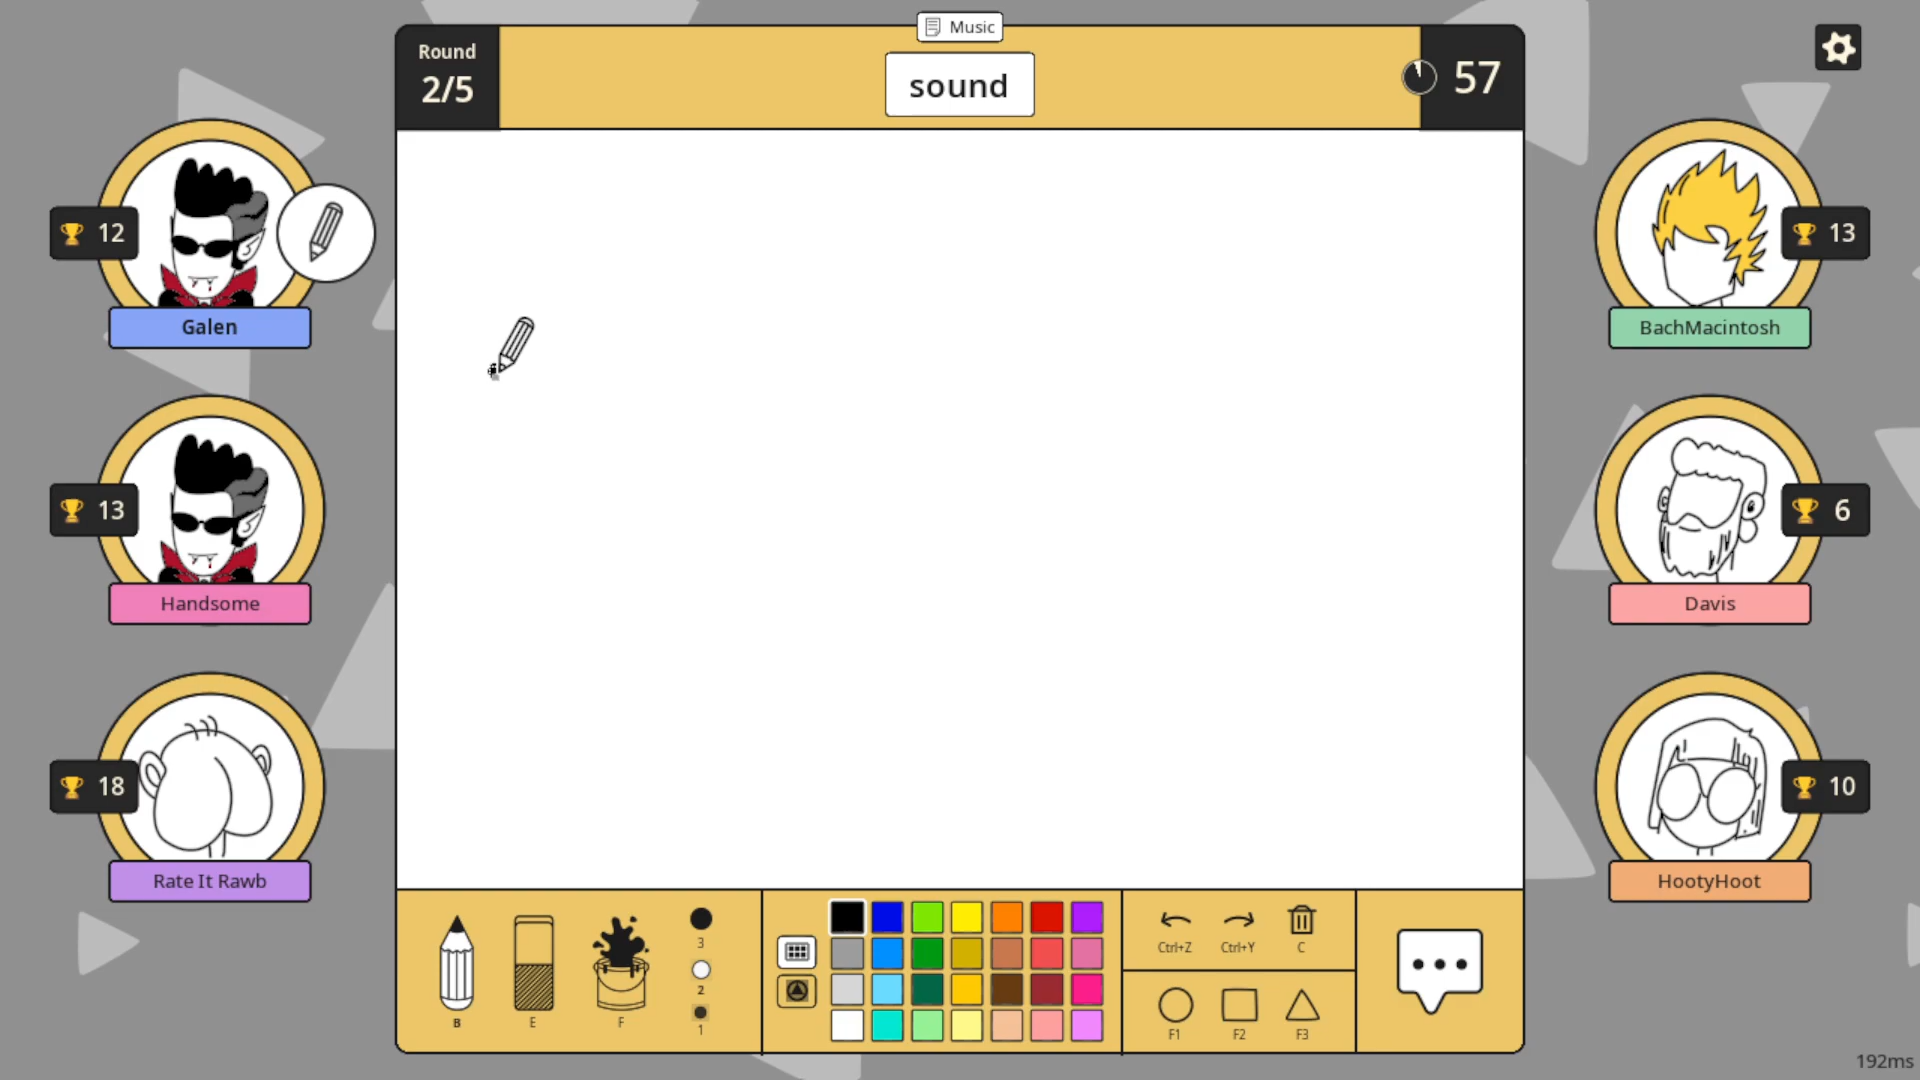 Music
Round
2/5
sound
57
12
Galen
13
BachMacintosh
13
Handsome
6
Davis
18
Rate It Rawb
10
HootyHoot
B
E
F
3
2
1
Ctrl+Z
Ctrl+Y
C
F1
F2
F3
192ms